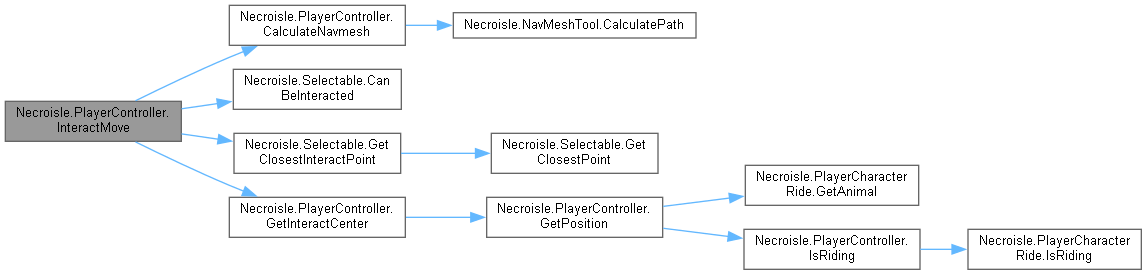 Necroisle.PlayerController.
InteractMove
Necroisle.PlayerController.
CalculateNavmesh
Necroisle.NavMeshTool.CalculatePath
Necroisle.Selectable.Can
BeInteracted
Necroisle.Selectable.Get
ClosestInteractPoint
Necroisle.Selectable.Get
ClosestPoint
Necroisle.PlayerController.
GetInteractCenter
Necroisle.PlayerController.
GetPosition
Necroisle.PlayerCharacter
Ride.GetAnimal
Necroisle.PlayerController.
IsRiding
Necroisle.PlayerCharacter
Ride.IsRiding